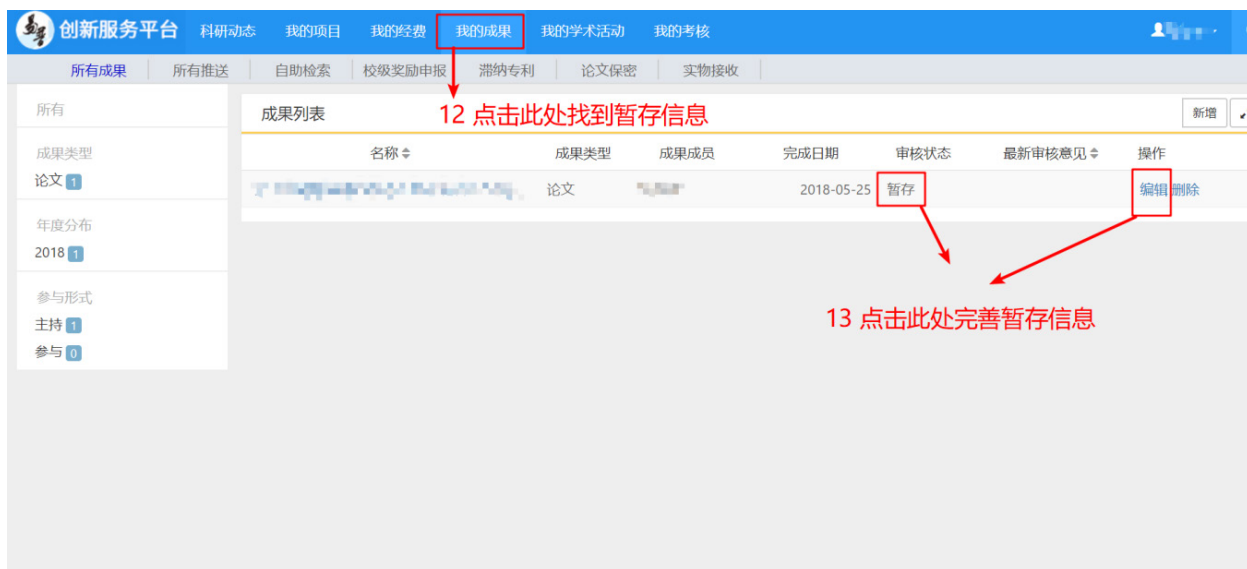 创新服务平台 科研动态 我的项目 我的经费 我的成果 我的学术活动 我的考核
所有成果 所有推送 自助检索 校级奖励申报 滞纳专利 论文保密 实物接收
所有
成果列表
12 点击此处找到暂存信息
新增
成果类型
名称 成果类型 成果成员 完成日期 审核状态 最新审核意见 操作
论文 1
论文 2018-05-25 暂存 编辑 删除
年度分布
2018 1
参与形式
主持 1
13 点击此处完善暂存信息
参与 0